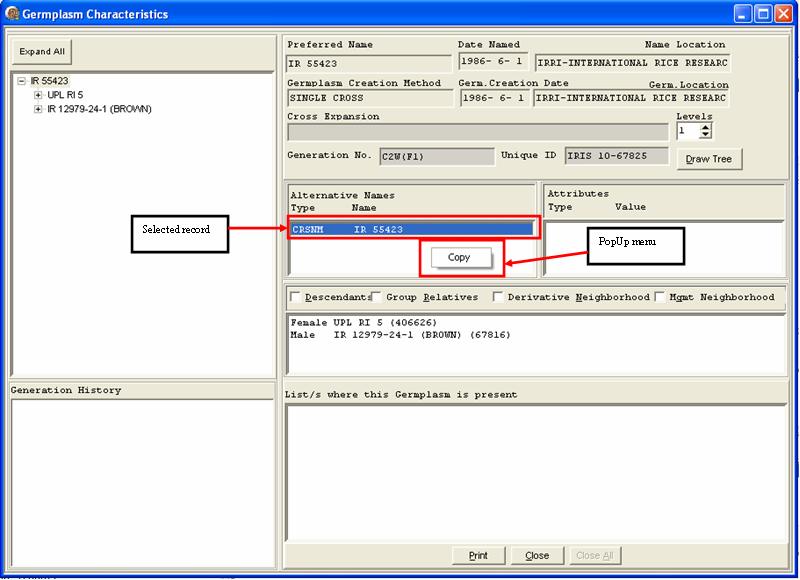 Germplasm Characteristics
Expand All
IR 55423
UPL RI 5
IR 12979-24-1 (BROWN)
Generation History
Preferred Name Date Named Name Location
IR 55423 1986- 6- 1 IRRI-INTERNATIONAL RICE RESEARC
Germplasm Creation Method Germ.Creation Date Germ.Location
SINGLE CROSS 1986- 6- 1 IRRI-INTERNATIONAL RICE RESEARC
Cross Expansion Levels
1
Generation No. C2W(F1) Unique ID IRIS 10-67825 Draw Tree
Alternative Names
Type Name
CRSNM IR 55423
Attributes
Type Value
Selected record
Copy
PopUp menu
Descendants Group Relatives Derivative Neighborhood Mgmt Neighborhood
Female UPL RI 5 (406626)
Male IR 12979-24-1 (BROWN) (67816)
List/s where this Germplasm is present
Print Close Close All